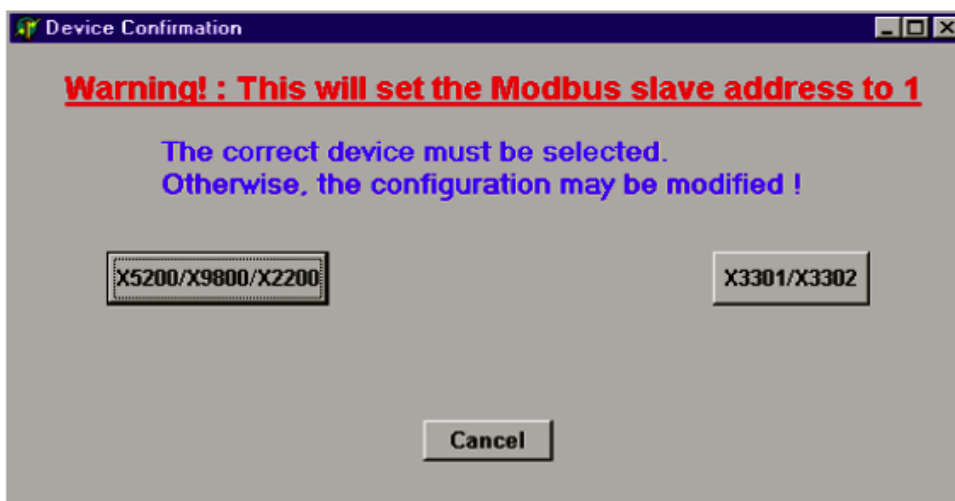 Device Confirmation
Warning! : This will set the Modbus slave address to 1
The correct device must be selected.
Otherwise, the configuration may be modified !
X5200/X9800/X2200
X3301/X3302
Cancel